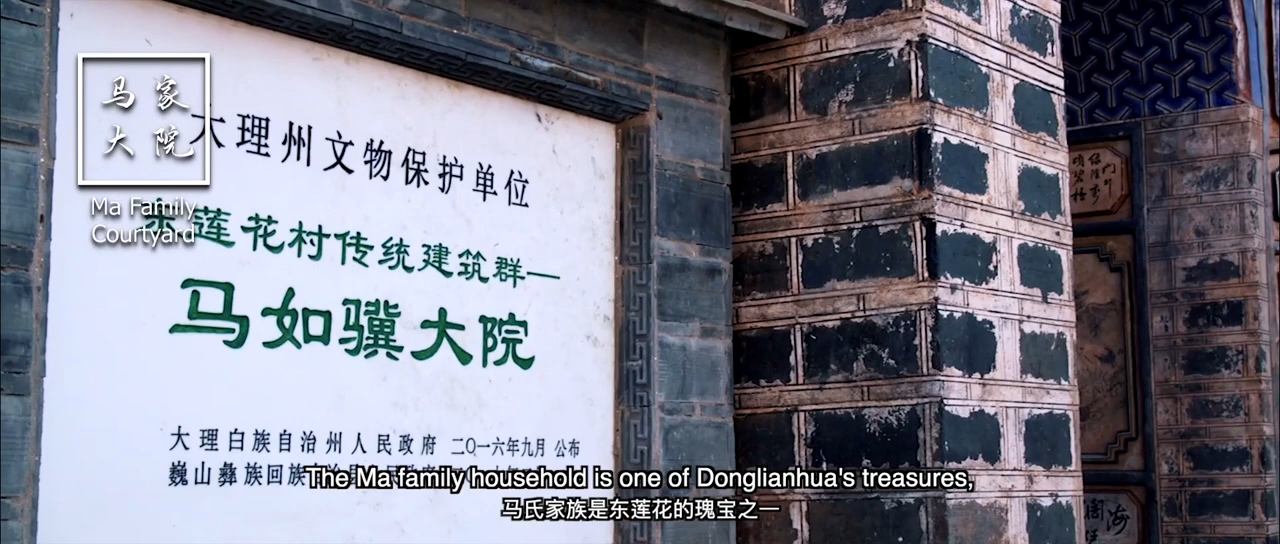 马家
大院
Ma Family
Courtyard
大理州文物保护单位
东莲花村传统建筑群—
马如骥大院
大理白族自治州人民政府 二〇一六年九月 公布
巍山彝族回族
The Ma family household is one of Donglianhua's treasures,
马氏家族是东莲花的瑰宝之一